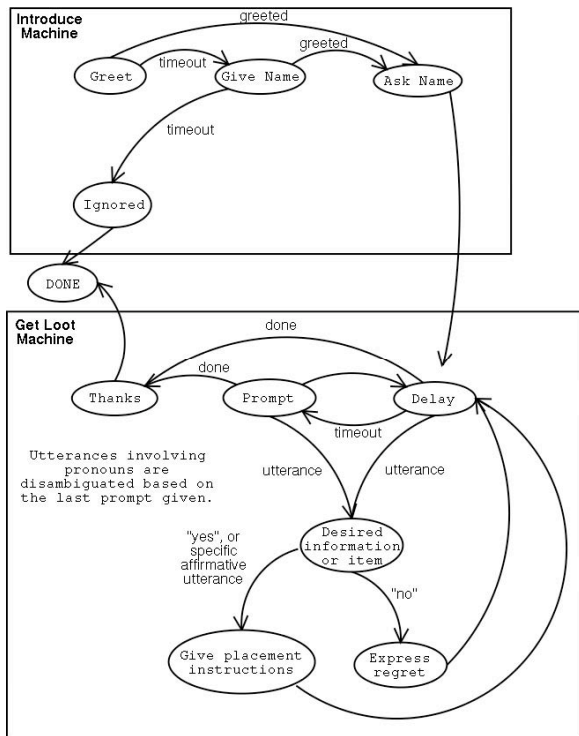 Introduce
Machine
greeted
Greet
timeout
Give Name
greeted
Ask Name
timeout
Ignored
DONE
Get Loot
Machine
done
done
Thanks
Prompt
Delay
timeout
Utterances involving
pronouns are
disambiguated based on
the last prompt given.
utterance
utterance
Desired
information
or item
"yes", or
specific
affirmative
utterance
"no"
Give placement
instructions
Express
regret